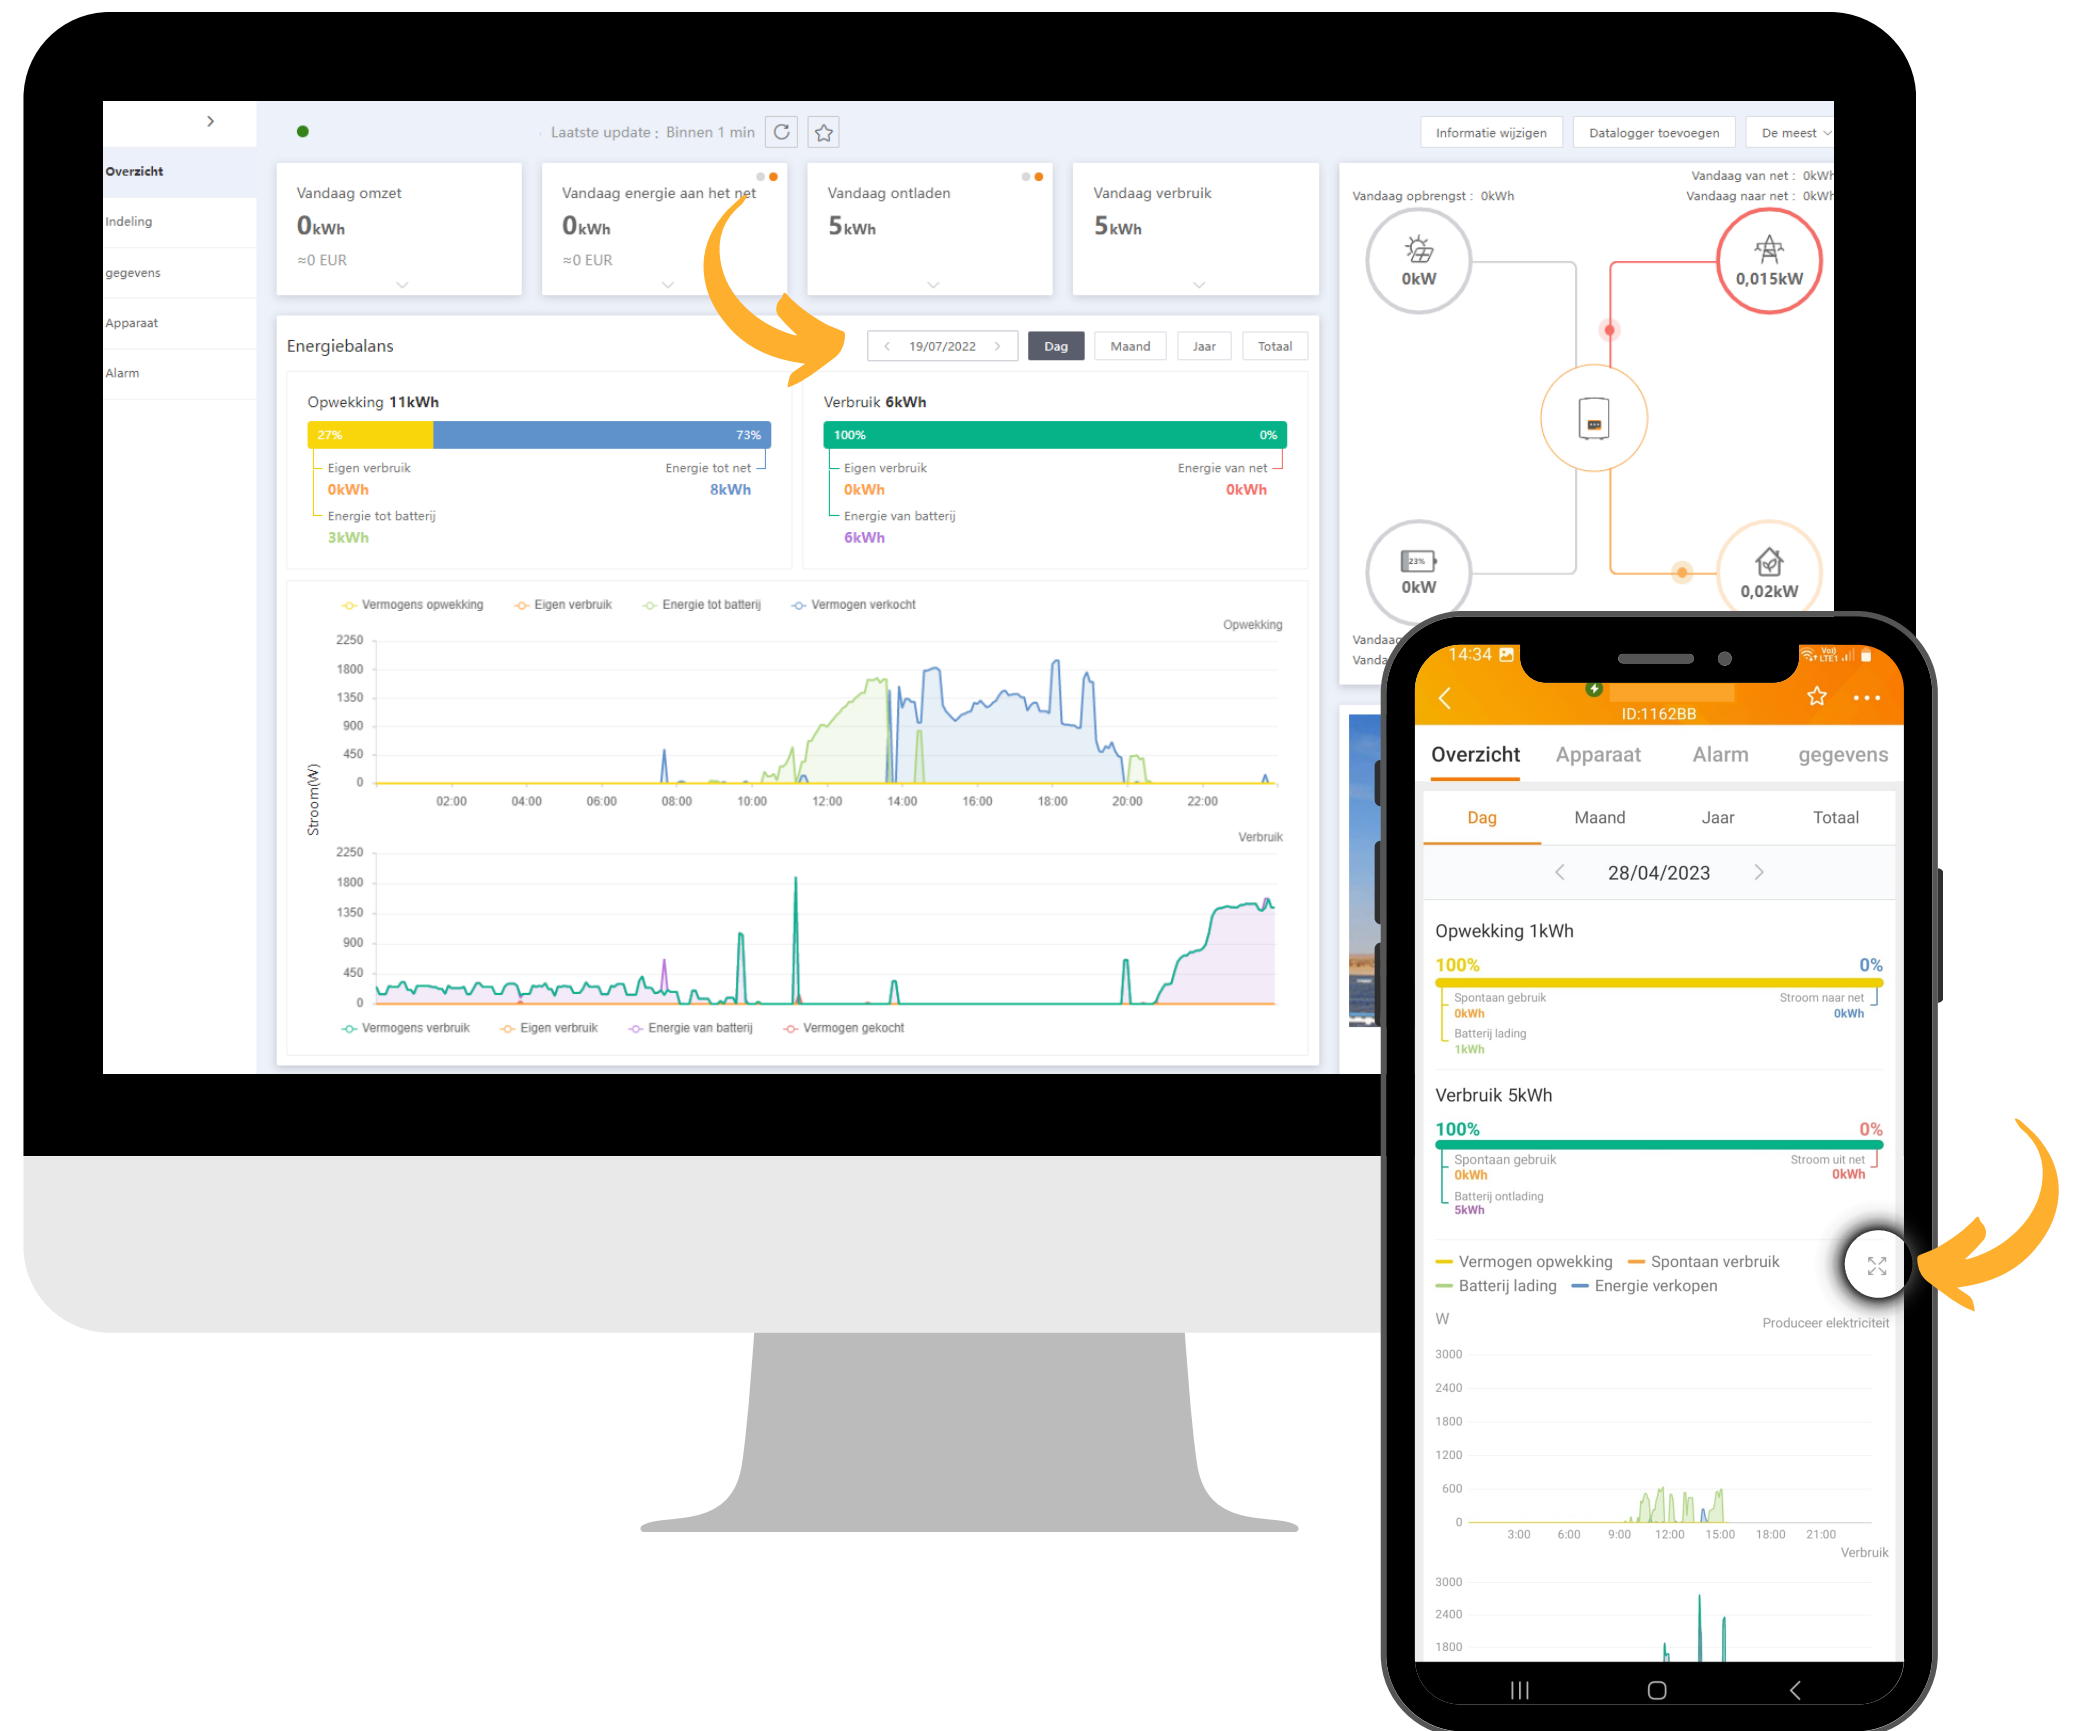 Laatste update : Binnen 1 min
Informatie wijzigen
Datalogger toevoegen
De meest
Overzicht
Indeling
gegevens
Apparaat
Alarm
Vandaag omzet
0kWh
≈0 EUR
Vandaag energie aan het net
0kWh
≈0 EUR
Vandaag ontladen
5kWh
Vandaag verbruik
5kWh
Vandaag opbrengst : 0kWh
Vandaag van net : 0kWh
Vandaag naar net : 0kWh
0kW
0,015kW
23%
0kW
0,02kW
Energiebalans
19/07/2022
Dag
Maand
Jaar
Totaal
Opwekking 11kWh
27%
73%
Eigen verbruik
0kWh
Energie tot net
8kWh
Energie tot batterij
3kWh
Verbruik 6kWh
100%
0%
Eigen verbruik
0kWh
Energie van net
0kWh
Energie van batterij
6kWh
Vermogens opwekking
Eigen verbruik
Energie tot batterij
Vermogen verkocht
Opwekking
2250
1800
1350
900
450
0
02:00 04:00 06:00 08:00 10:00 12:00 14:00 16:00 18:00 20:00 22:00
Stroom(W)
Verbruik
2250
1800
1350
900
450
0
Vermogens verbruik
Eigen verbruik
Energie van batterij
Vermogen gekocht
14:34
LTE1
ID:1162BB
Overzicht
Apparaat
Alarm
gegevens
Dag
Maand
Jaar
Totaal
28/04/2023
Opwekking 1kWh
100%
0%
Spontaan gebruik
0kWh
Stroom naar net
0kWh
Batterij lading
1kWh
Verbruik 5kWh
100%
0%
Spontaan gebruik
0kWh
Stroom uit net
0kWh
Batterij ontlading
5kWh
Vermogen opwekking
Spontaan verbruik
Batterij lading
Energie verkopen
W
Produceer elektriciteit
3000
2400
1800
1200
600
0
3:00 6:00 9:00 12:00 15:00 18:00 21:00
Verbruik
3000
2400
1800